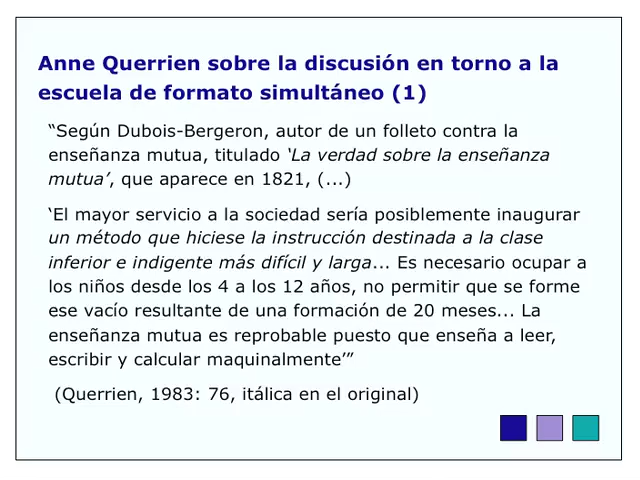 Anne Querrien sobre la discusión en torno a la
escuela de formato simultáneo (1)
“Según Dubois-Bergeron, autor de un folleto contra la
enseñanza mutua, titulado ‘La verdad sobre la enseñanza
mutua’, que aparece en 1821, (...)
‘El mayor servicio a la sociedad sería posiblemente inaugurar
un método que hiciese la instrucción destinada a la clase
inferior e indigente más difícil y larga... Es necesario ocupar a
los niños desde los 4 a los 12 años, no permitir que se forme
ese vacío resultante de una formación de 20 meses... La
enseñanza mutua es reprobable puesto que enseña a leer,
escribir y calcular maquinalmente’”
(Querrien, 1983: 76, itálica en el original)